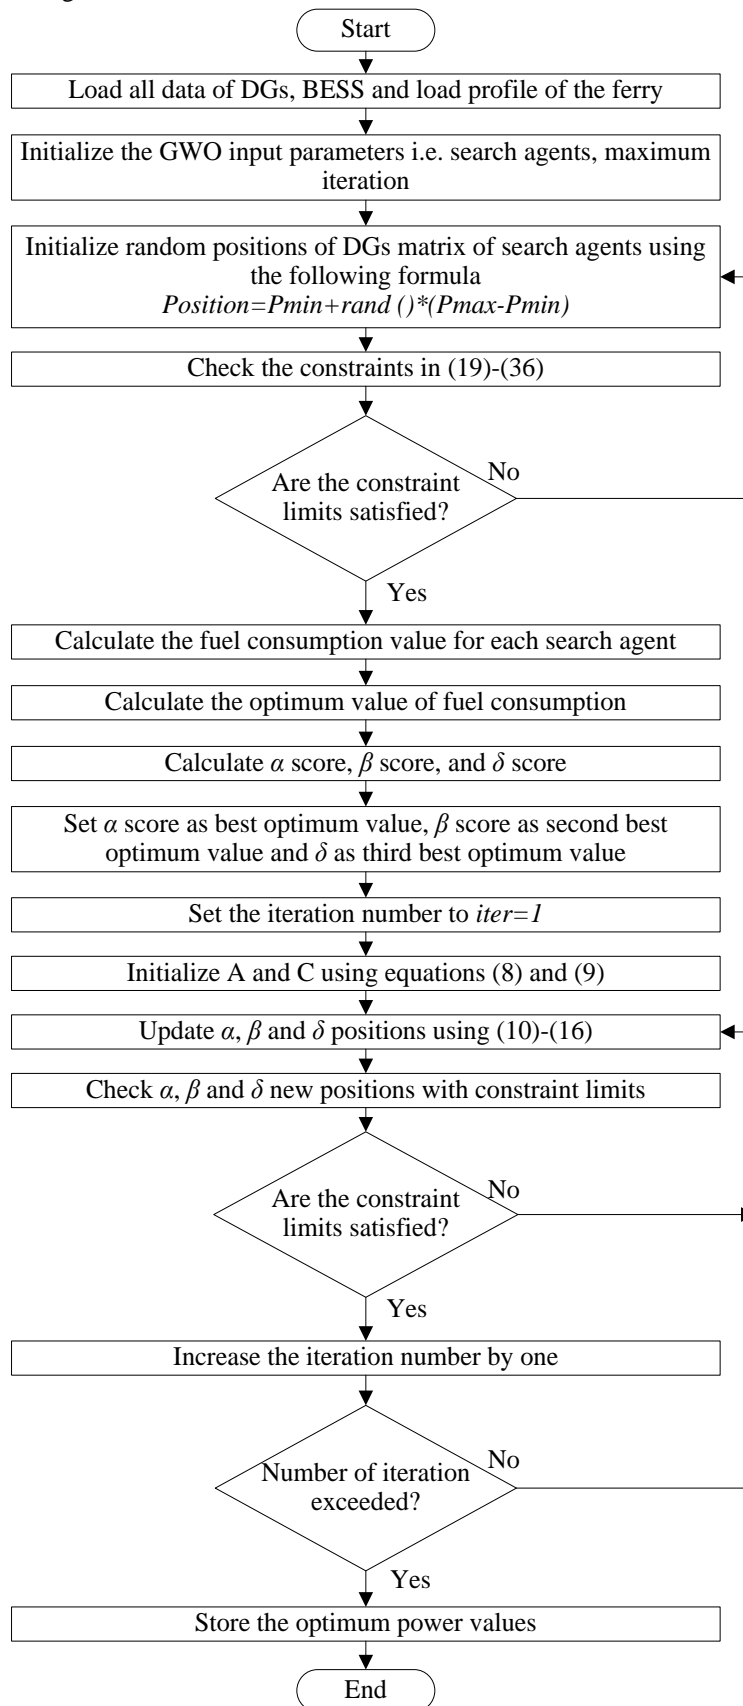 Start
Load all data of DGs, BESS and load profile of the ferry
Initialize the GWO input parameters i.e. search agents, maximum
iteration
Initialize random positions of DGs matrix of search agents using
the following formula
Position=Pmin+rand ()*(Pmax-Pmin)
Check the constraints in (19)-(36)
Are the constraint
limits satisfied?
No
Yes
Calculate the fuel consumption value for each search agent
Calculate the optimum value of fuel consumption
Calculate α score, β score, and δ score
Set α score as best optimum value, β score as second best
optimum value and δ as third best optimum value
Set the iteration number to iter=1
Initialize A and C using equations (8) and (9)
Update α, β and δ positions using (10)-(16)
Check α, β and δ new positions with constraint limits
Are the constraint
limits satisfied?
No
Yes
Increase the iteration number by one
Number of iteration
exceeded?
No
Yes
Store the optimum power values
End